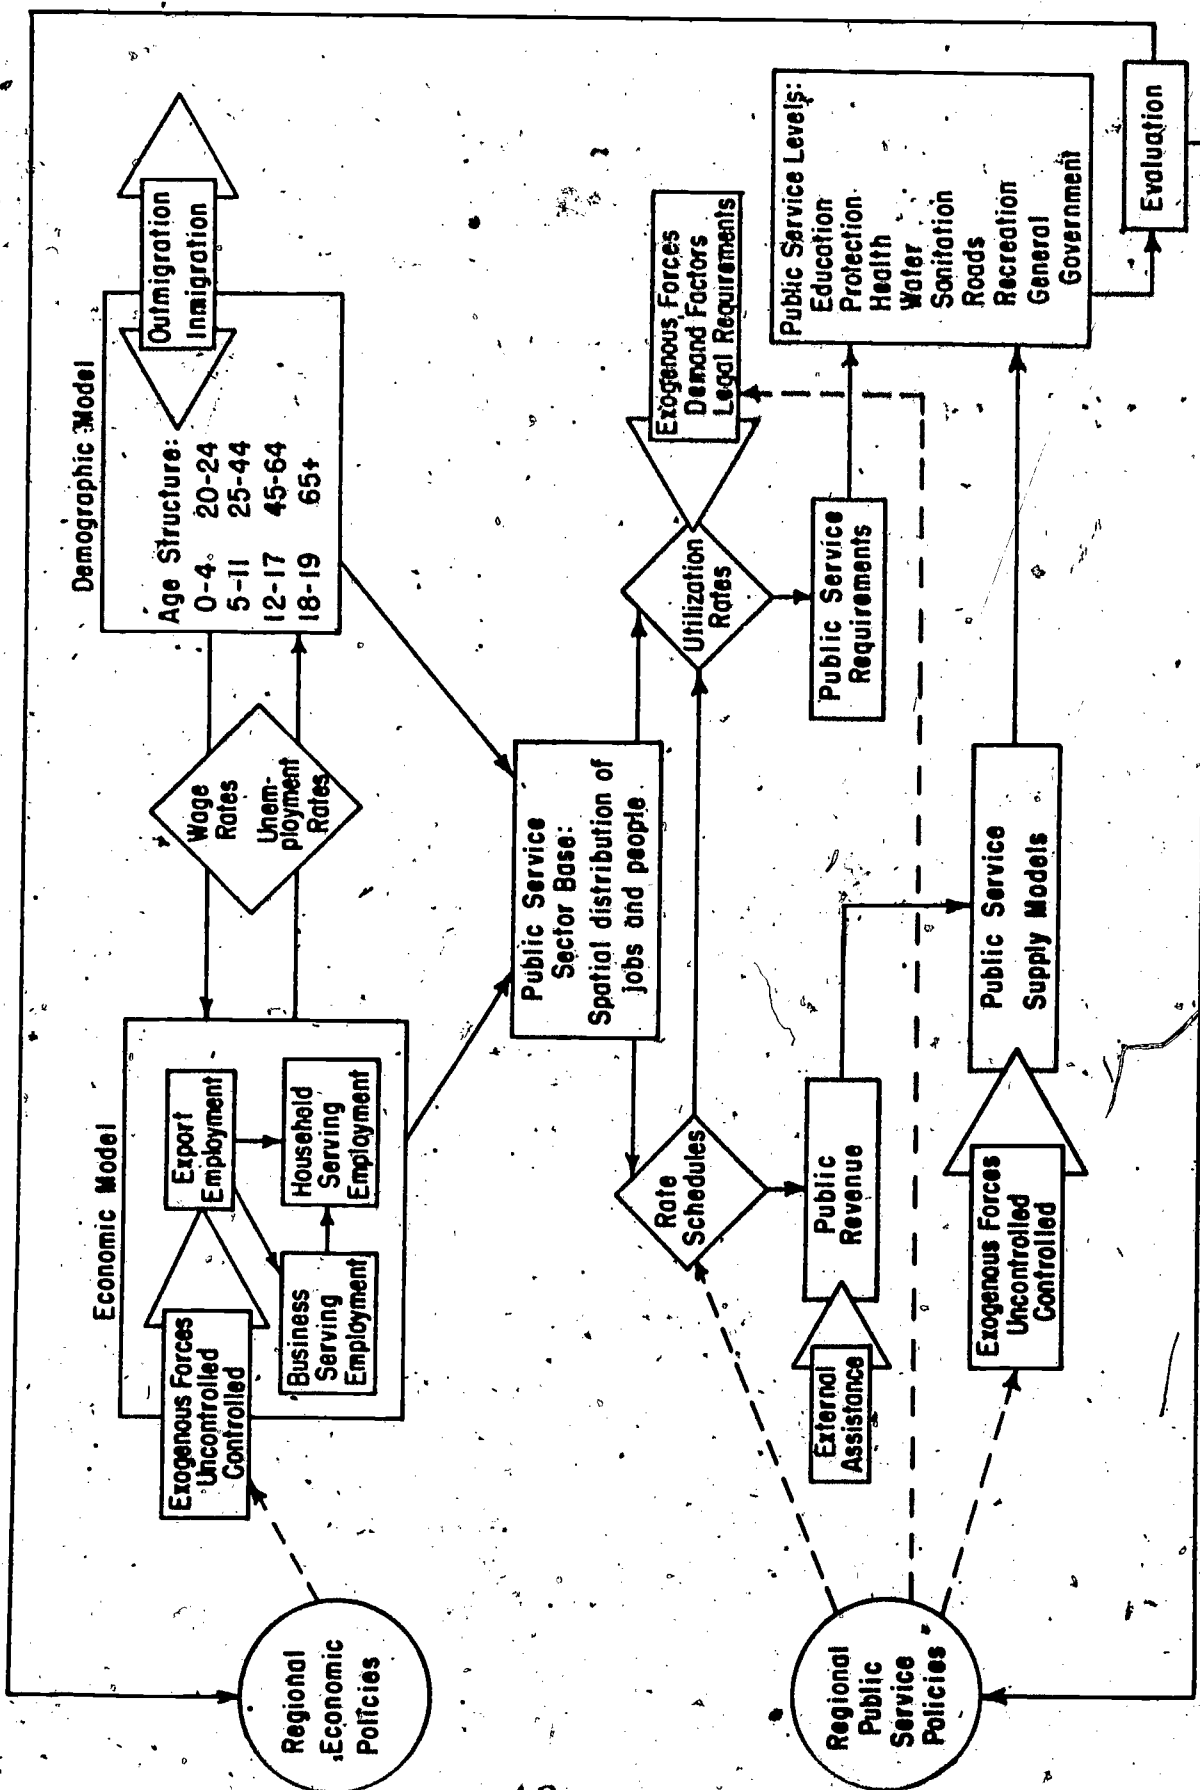 Economic Model
Demographic Model
Exogenous Forces
Uncontrolled
Controlled
Export
Employment
Business
Serving
Employment
Household
Serving
Employment
Wage
Rates
Unem-
ployment
Rates
Age Structure:
0-4 20-24
5-11 25-44
12-17 45-64
18-19 65+
Outmigration
Inmigration
Regional
Economic
Policies
Public Service
Sector Base:
Spatial distribution of
jobs and people
Rate
Schedules
Utilization
Rates
Exogenous Forces
Demand Factors
Legal Requirements
External
Assistance
Public
Revenue
Public Service
Requirements
Public Service Levels:
Education
Protection
Health
Water
Sanitation
Roads
Recreation
General
Government
Regional
Public
Service
Policies
Exogenous Forces
Uncontrolled
Controlled
Public Service
Supply Models
Evaluation